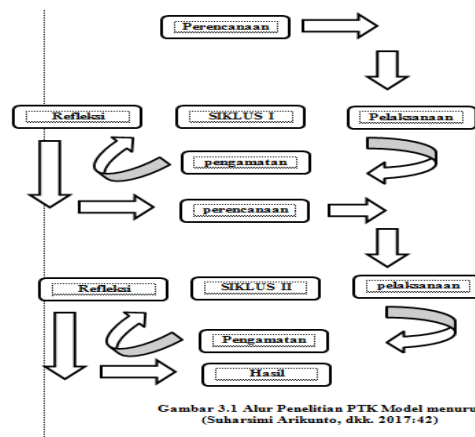 Perencanaan
Refleksi
SIKLUS I
Pelaksanaan
pengamatan
perencanaan
Refleksi
SIKLUS II
pelaksanaan
Pengamatan
Hasil
Gambar 3.1 Alur Penelitian PTK Model menuru
(Suharsimi Arikunto, dkk. 2017:42)